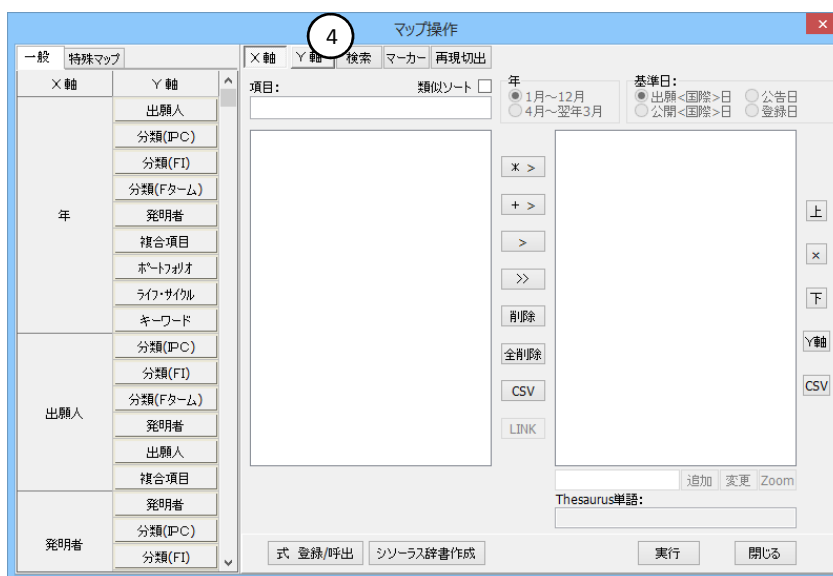 マップ操作
×
4
一般 特殊マップ
X軸 Y軸
年
出願人
分類(IPC)
分類(FI)
分類(Fターム)
発明者
複合項目
ポートフォリオ
ライフ・サイクル
キーワード
出願人
分類(IPC)
分類(FI)
分類(Fターム)
発明者
出願人
複合項目
発明者
発明者
分類(IPC)
分類(FI)
X軸 Y軸 検索 マーカー 再現切出
項目: 類似ソート
年
1月~12月
4月~翌年3月
基準日:
出願<国際>日 公告日
公開<国際>日 登録日
* >
+ >
>
>>
削除
全削除
CSV
LINK
上
×
下
Y軸
CSV
追加 変更 Zoom
Thesaurus単語:
式 登録/呼出 シソーラス辞書作成 実行 閉じる